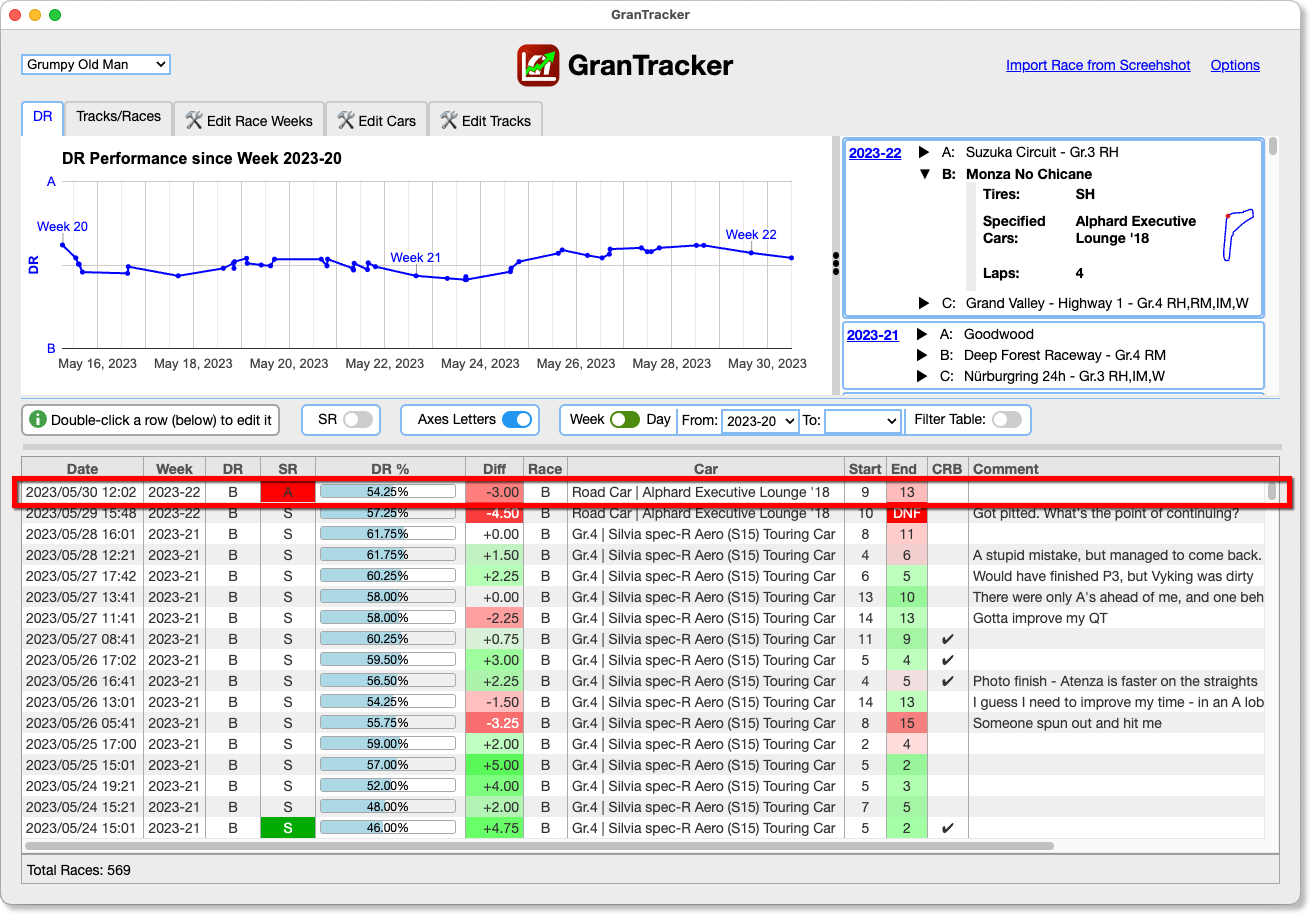 GranTracker
Grumpy Old Man
GranTracker
Import Race from Screehshot Options
DR Tracks/Races Edit Race Weeks Edit Cars Edit Tracks
DR Performance since Week 2023-20
A
Week 20
Week 21
Week 22
DR
B
May 16, 2023 May 18, 2023 May 20, 2023 May 22, 2023 May 24, 2023 May 26, 2023 May 28, 2023 May 30, 2023
2023-22 ▶ A: Suzuka Circuit - Gr.3 RH
▼ B: Monza No Chicane
Tires: SH
Specified Cars: Alphard Executive Lounge '18
Laps: 4
▶ C: Grand Valley - Highway 1 - Gr.4 RH,RM,IM,W
2023-21 ▶ A: Goodwood
▶ B: Deep Forest Raceway - Gr.4 RM
▶ C: Nürburgring 24h - Gr.3 RH,IM,W
Double-click a row (below) to edit it SR Axes Letters Week Day From: 2023-20 To: Filter Table:
Date Week DR SR DR % Diff Race Car Start End CRB Comment
2023/05/30 12:02 2023-22 B A 54.25% -3.00 B Road Car | Alphard Executive Lounge '18 9 13
2023/05/29 15:48 2023-22 B S 57.25% -4.50 B Road Car | Alphard Executive Lounge '18 10 DNF Got pitted. What's the point of continuing?
2023/05/28 16:01 2023-21 B S 61.75% +0.00 B Gr.4 | Silvia spec-R Aero (S15) Touring Car 8 11
2023/05/28 12:21 2023-21 B S 61.75% +1.50 B Gr.4 | Silvia spec-R Aero (S15) Touring Car 4 6 A stupid mistake, but managed to come back.
2023/05/27 17:42 2023-21 B S 60.25% +2.25 B Gr.4 | Silvia spec-R Aero (S15) Touring Car 6 5 Would have finished P3, but Vyking was dirty
2023/05/27 13:41 2023-21 B S 58.00% +0.00 B Gr.4 | Silvia spec-R Aero (S15) Touring Car 13 10 There were only A's ahead of me, and one beh
2023/05/27 11:41 2023-21 B S 58.00% -2.25 B Gr.4 | Silvia spec-R Aero (S15) Touring Car 14 13 Gotta improve my QT
2023/05/27 08:41 2023-21 B S 60.25% +0.75 B Gr.4 | Silvia spec-R Aero (S15) Touring Car 11 9 ✔
2023/05/26 17:02 2023-21 B S 59.50% +3.00 B Gr.4 | Silvia spec-R Aero (S15) Touring Car 5 4 ✔
2023/05/26 16:41 2023-21 B S 56.50% +2.25 B Gr.4 | Silvia spec-R Aero (S15) Touring Car 4 5 ✔ Photo finish - Atenza is faster on the straights
2023/05/26 13:01 2023-21 B S 54.25% -1.50 B Gr.4 | Silvia spec-R Aero (S15) Touring Car 14 13 I guess I need to improve my time - in an A lob
2023/05/26 05:41 2023-21 B S 55.75% -3.25 B Gr.4 | Silvia spec-R Aero (S15) Touring Car 8 15 Someone spun out and hit me
2023/05/25 17:00 2023-21 B S 59.00% +2.00 B Gr.4 | Silvia spec-R Aero (S15) Touring Car 2 4
2023/05/25 15:01 2023-21 B S 57.00% +5.00 B Gr.4 | Silvia spec-R Aero (S15) Touring Car 5 2
2023/05/24 19:21 2023-21 B S 52.00% +4.00 B Gr.4 | Silvia spec-R Aero (S15) Touring Car 5 3
2023/05/24 15:21 2023-21 B S 48.00% +2.00 B Gr.4 | Silvia spec-R Aero (S15) Touring Car 7 5
2023/05/24 15:01 2023-21 B S 46.00% +4.75 B Gr.4 | Silvia spec-R Aero (S15) Touring Car 5 2 ✔
Total Races: 569